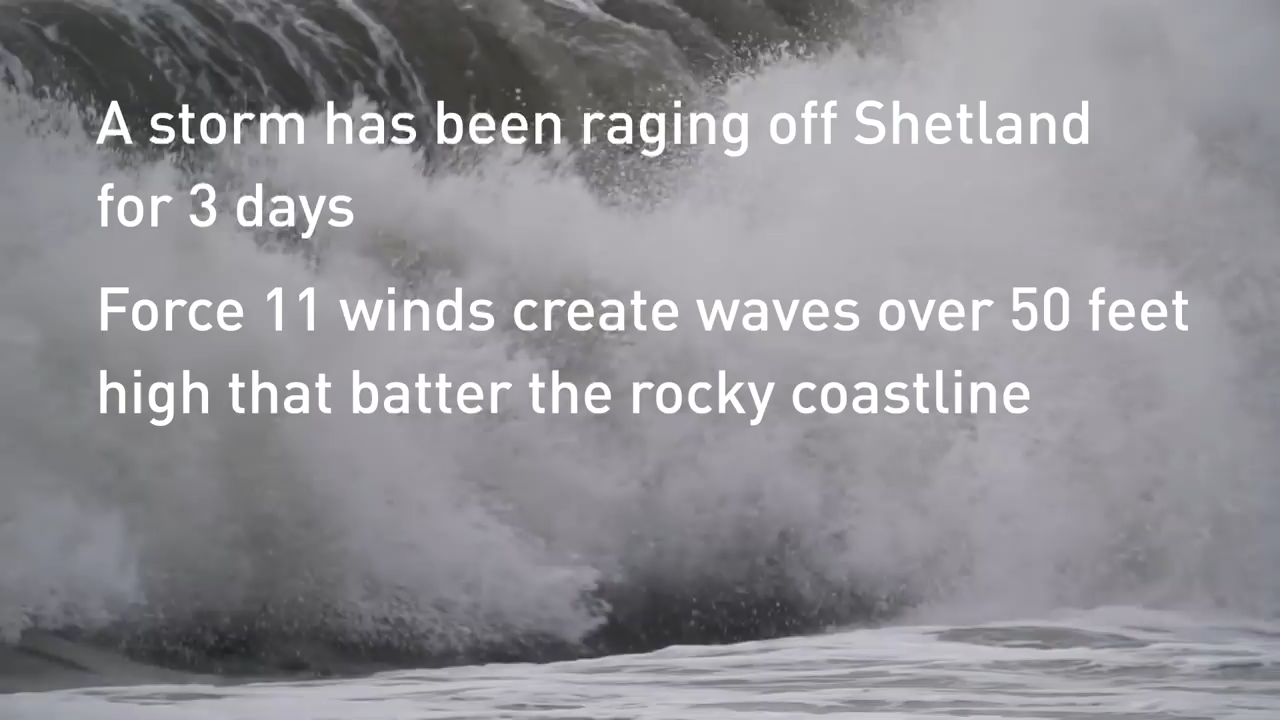 A storm has been raging off Shetland
for 3 days
Force 11 winds create waves over 50 feet
high that batter the rocky coastline